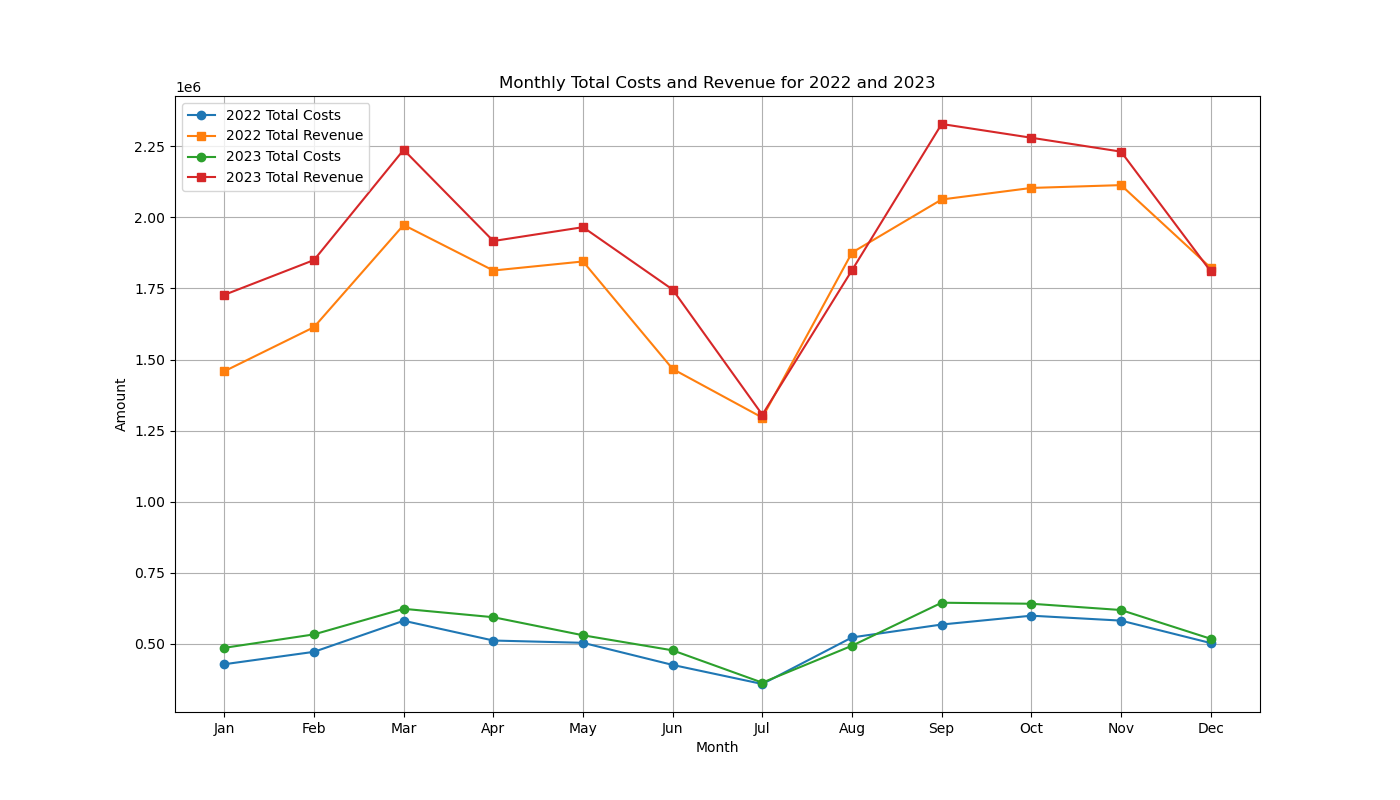 Monthly Total Costs and Revenue for 2022 and 2023
1e6
2022 Total Costs
2022 Total Revenue
2023 Total Costs
2023 Total Revenue
2.25
2.00
1.75
1.50
1.25
1.00
0.75
0.50
Amount
Jan Feb Mar Apr May Jun Jul Aug Sep Oct Nov Dec
Month